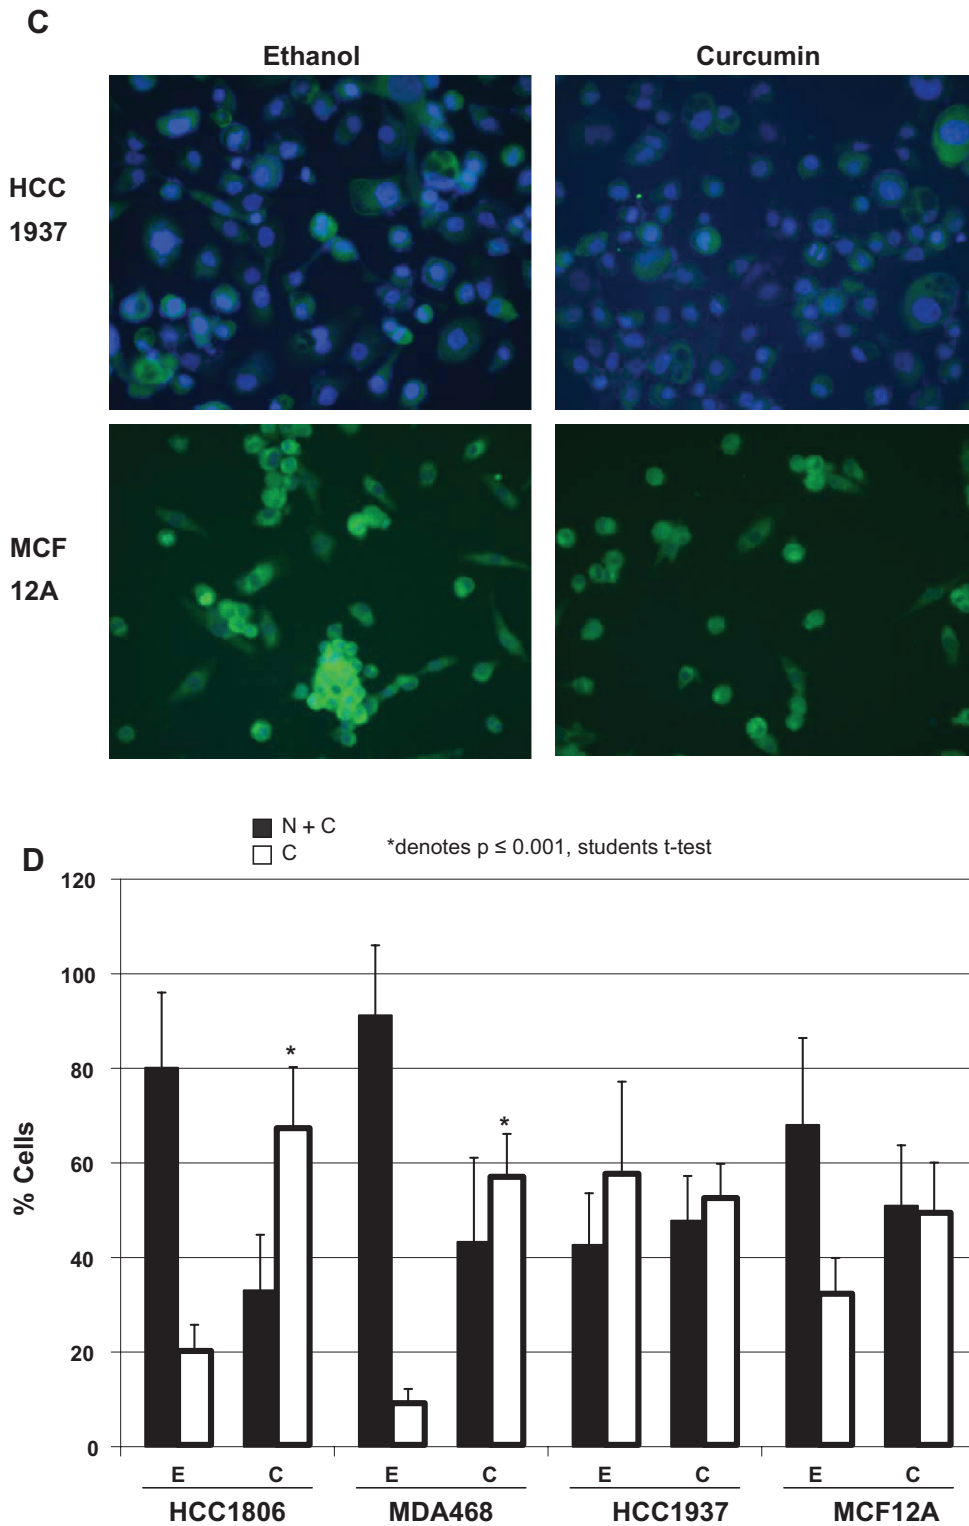 C
Ethanol Curcumin
HCC
1937
MCF
12A
N + C
C
*denotes p ≤ 0.001, students t-test
D
120
100
80
60
40
20
0
% Cells
*
*
E C E C E C E C
HCC1806 MDA468 HCC1937 MCF12A